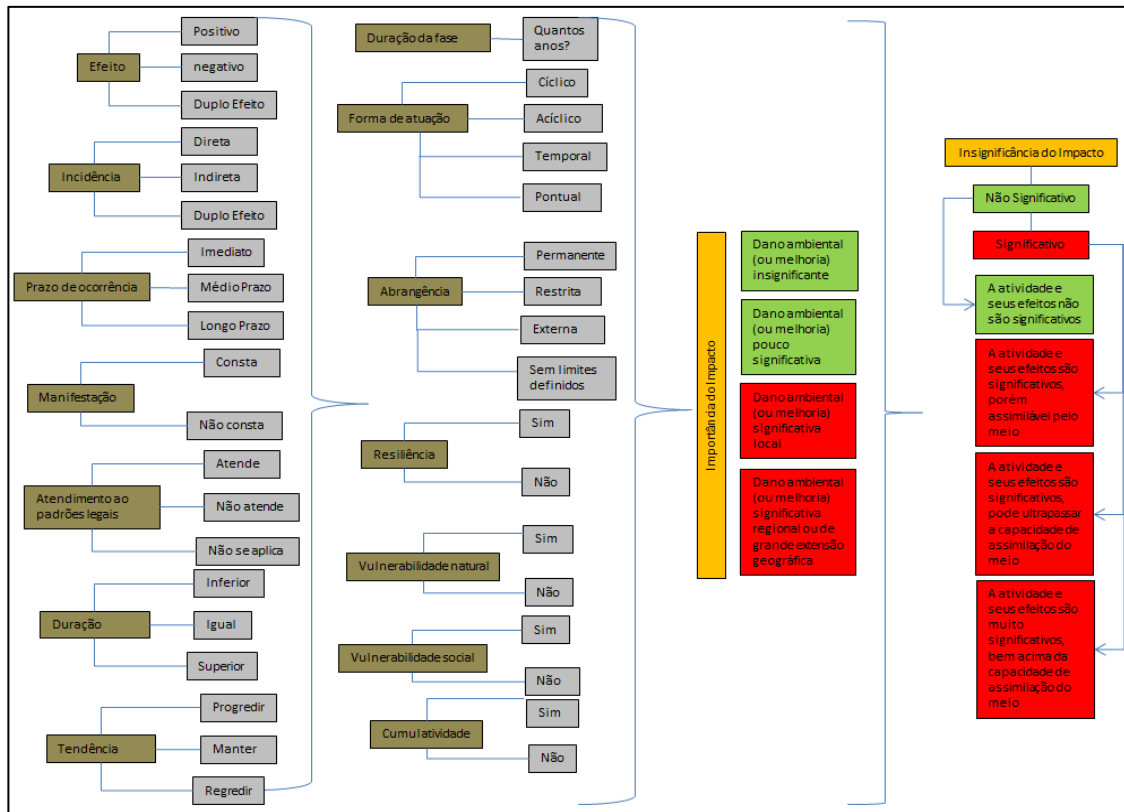 Efeito
Positivo
negativo
Duplo Efeito
Incidência
Direta
Indireta
Duplo Efeito
Prazo de ocorrência
Imediato
Médio Prazo
Longo Prazo
Manifestação
Consta
Não consta
Atendimento ao
padrões legais
Atende
Não atende
Não se aplica
Duração
Inferior
Igual
Superior
Tendência
Progredir
Manter
Regredir
Duração da fase
Quantos
anos?
Forma de atuação
Cíclico
Acíclico
Temporal
Pontual
Abrangência
Permanente
Restrita
Externa
Sem limites
definidos
Resiliência
Sim
Não
Vulnerabilidade natural
Sim
Não
Vulnerabilidade social
Sim
Não
Cumulatividade
Sim
Não
Importância do Impacto
Dano ambiental
(ou melhoria)
insignificante
Dano ambiental
(ou melhoria)
pouco
significativa
Dano ambiental
(ou melhoria)
significativa
local
Dano ambiental
(ou melhoria)
significativa
regional ou de
grande extensão
geográfica
Insignificância do Impacto
Não Significativo
Significativo
A atividade e
seus efeitos não
são significativos
A atividade e
seus efeitos são
significativos,
porém
assimilável pelo
meio
A atividade e
seus efeitos são
significativos,
pode ultrapassar
a capacidade de
assimilação do
meio
A atividade e
seus efeitos são
muito
significativos,
bem acima da
capacidade de
assimilação do
meio